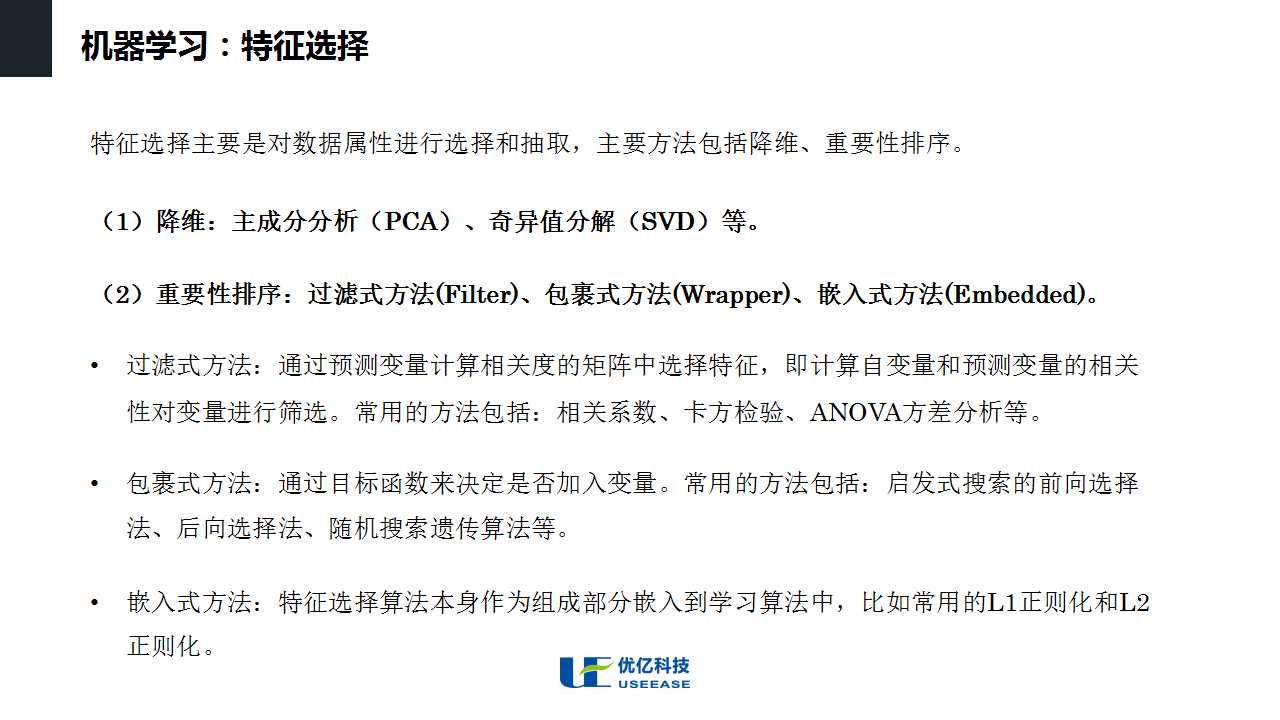 机器学习：特征选择
特征选择主要是对数据属性进行选择和抽取，主要方法包括降维、重要性排序。
（1）降维：主成分分析（PCA）、奇异值分解（SVD）等。
（2）重要性排序：过滤式方法(Filter)、包裹式方法(Wrapper)、嵌入式方法(Embedded)。
• 过滤式方法：通过预测变量计算相关度的矩阵中选择特征，即计算自变量和预测变量的相关
性对变量进行筛选。常用的方法包括：相关系数、卡方检验、ANOVA方差分析等。
• 包裹式方法：通过目标函数来决定是否加入变量。常用的方法包括：启发式搜索的前向选择
法、后向选择法、随机搜索遗传算法等。
• 嵌入式方法：特征选择算法本身作为组成部分嵌入到学习算法中，比如常用的L1正则化和L2
正则化。
UE 优亿科技
USEEASE